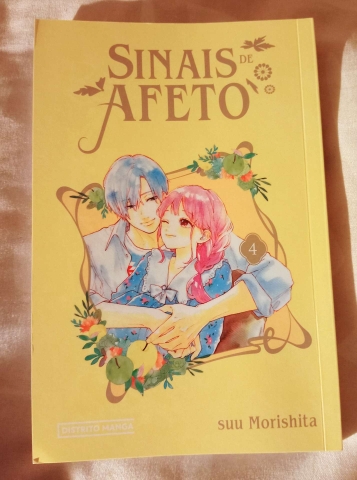 SINAIS DE
AFETO
4
DISTRITO MANGÁ
suu Morishita